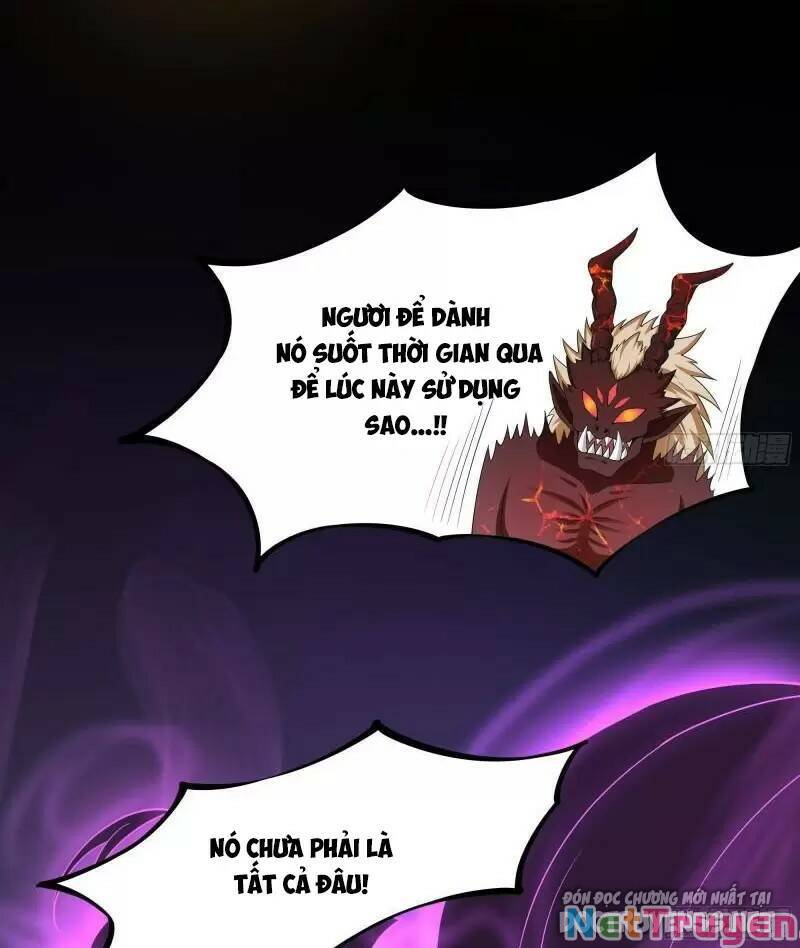 NGƯƠI ĐỂ DÀNH
NÓ SUỐT THỜI GIAN QUA
ĐỂ LÚC NÀY SỬ DỤNG
SAO...!!
NÓ CHƯA PHẢI LÀ
TẤT CẢ ĐÂU!
ĐÓN ĐỌC CHƯƠNG MỚI NHẤT TẠI
NetTruyen